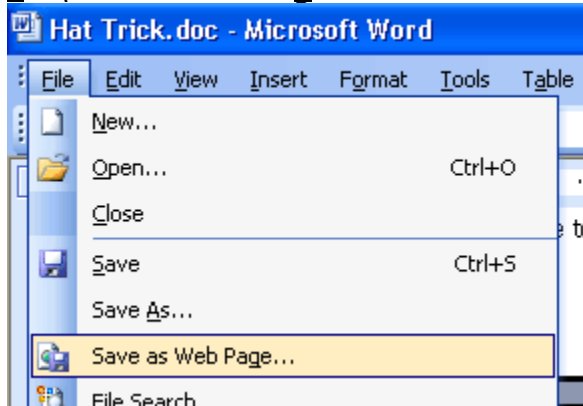 Hat Trick.doc - Microsoft Word
File Edit View Insert Format Tools Table
New...
Open... Ctrl+O
Close
Save Ctrl+S
Save As...
Save as Web Page...
File Search